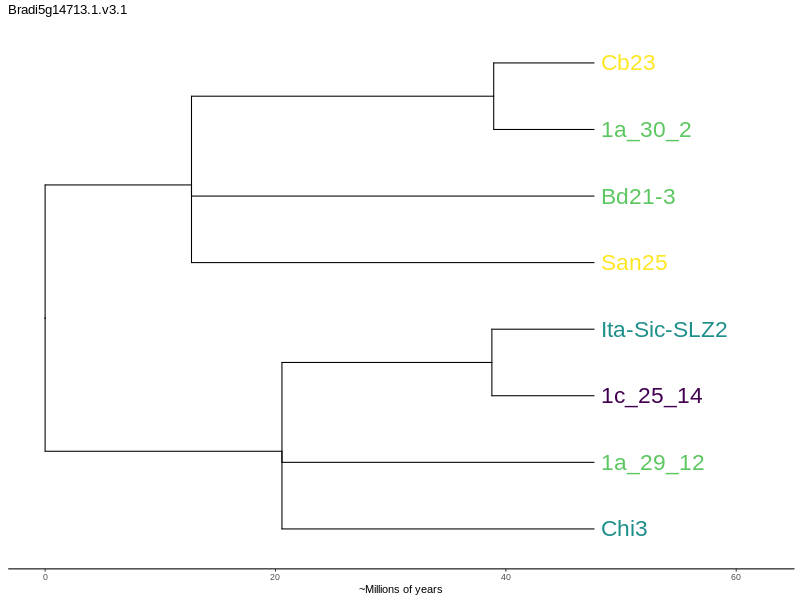 Bradi5g14713.1.v3.1
Cb23
1a_30_2
Bd21-3
San25
Ita-Sic-SLZ2
1c_25_14
1a_29_12
Chi3
0 20 40 60
~Millions of years